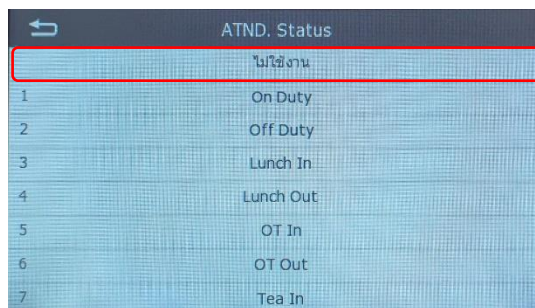 ATND. Status
ไม่ใช้งาน
1 On Duty
2 Off Duty
3 Lunch In
4 Lunch Out
5 OT In
6 OT Out
7 Tea In